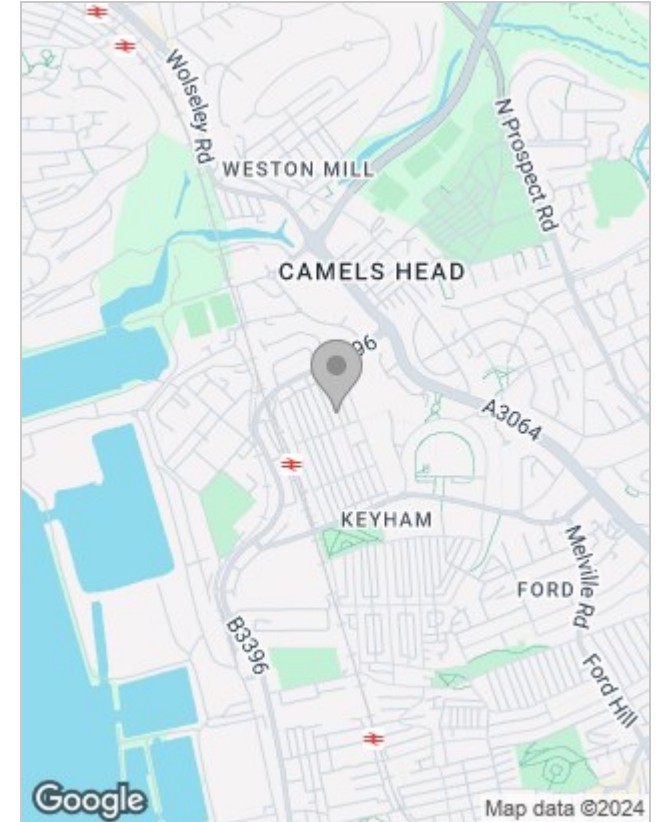 Wolseley Rd
N Prospect Rd
WESTON MILL
CAMELS HEAD
96
A3064
KEYHAM
Melville Rd
FORD
B3396
Ford Hill
Google
Map data ©2024